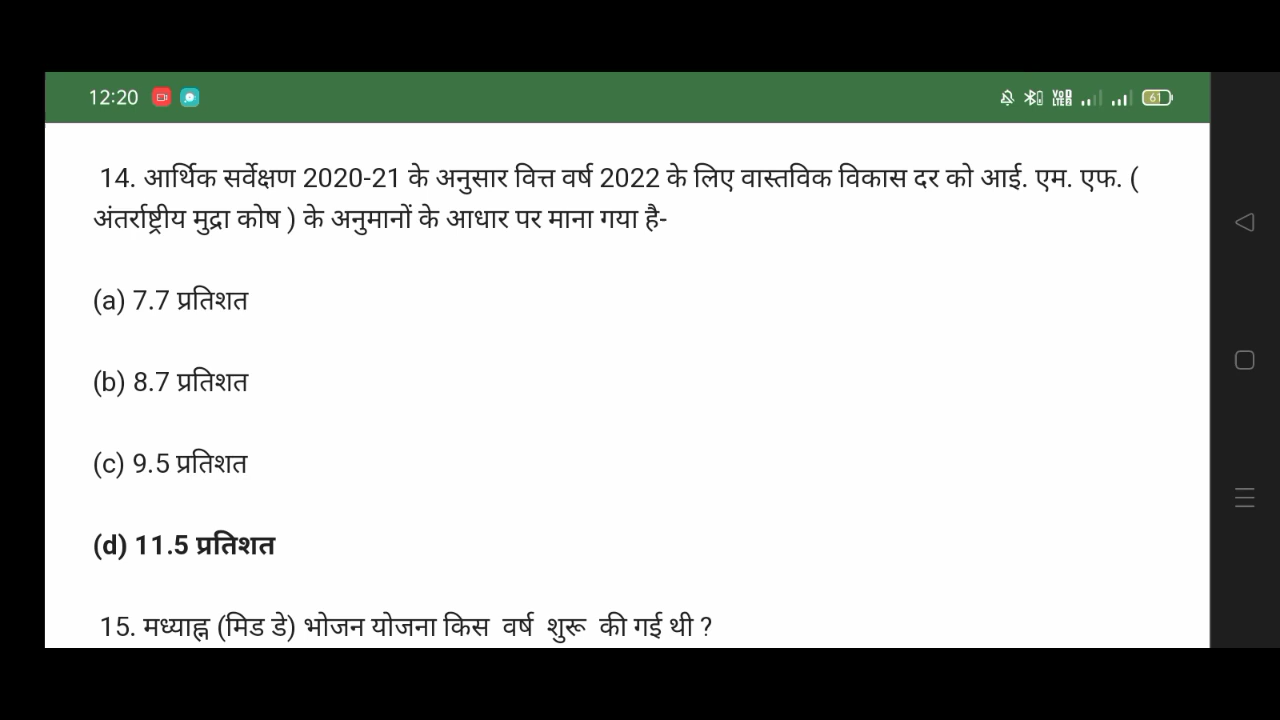 12:20
61
14. आर्थिक सर्वेक्षण 2020-21 के अनुसार वित्त वर्ष 2022 के लिए वास्तविक विकास दर को आई. एम. एफ. (
अंतर्राष्ट्रीय मुद्रा कोष ) के अनुमानों के आधार पर माना गया है-
(a) 7.7 प्रतिशत
(b) 8.7 प्रतिशत
(c) 9.5 प्रतिशत
(d) 11.5 प्रतिशत
15. मध्याह्न (मिड डे) भोजन योजना किस वर्ष शुरू की गई थी ?